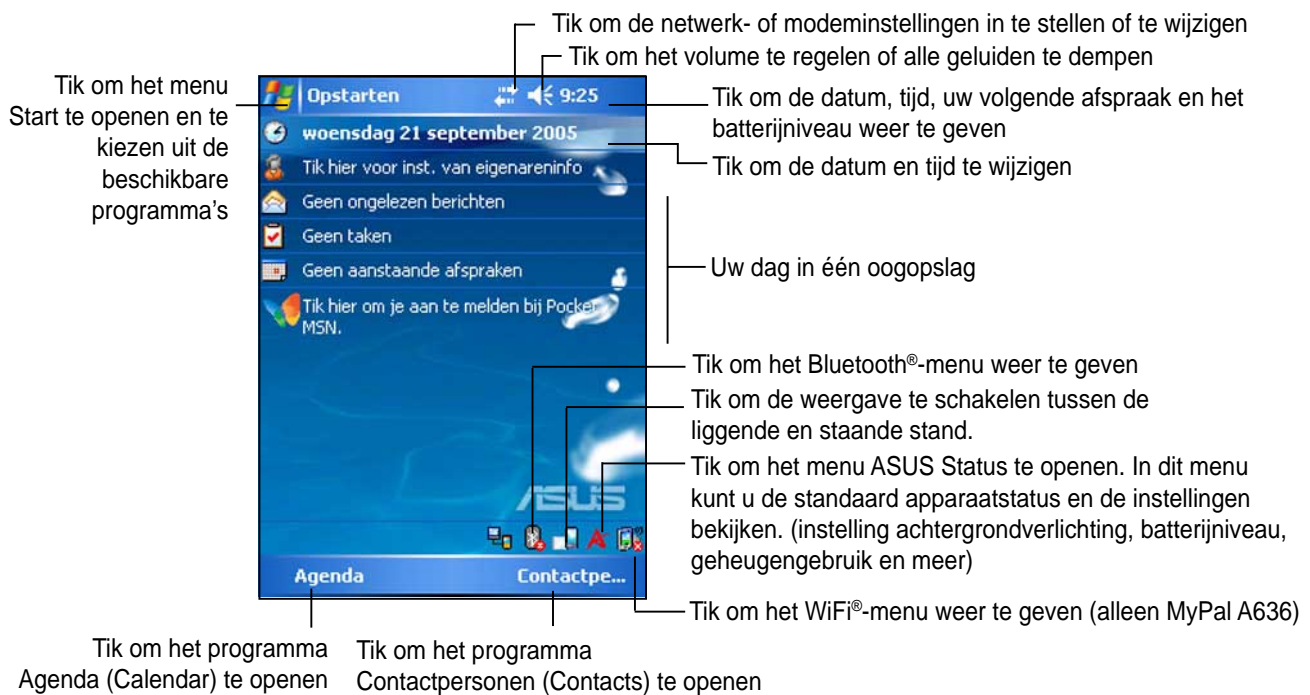 Tik om de netwerk- of modeminstellingen in te stellen of te wijzigen
Tik om het volume te regelen of alle geluiden te dempen
Tik om het menu
Start te openen en te
kiezen uit de
beschikbare
programma's
Opstarten 9:25
Tik om de datum, tijd, uw volgende afspraak en het
batterijniveau weer te geven
woensdag 21 september 2005
Tik om de datum en tijd te wijzigen
Tik hier voor inst. van eigenareninfo
Geen ongelezen berichten
Geen taken
Geen aanstaande afspraken
Tik hier om je aan te melden bij Pocket
MSN.
Uw dag in één oogopslag
Tik om het Bluetooth®-menu weer te geven
Tik om de weergave te schakelen tussen de
liggende en staande stand.
Tik om het menu ASUS Status te openen. In dit menu
kunt u de standaard apparaatstatus en de instellingen
bekijken. (instelling achtergrondverlichting, batterijniveau,
geheugengebruik en meer)
ASUS
Agenda Contactpe...
Tik om het WiFi®-menu weer te geven (alleen MyPal A636)
Tik om het programma
Agenda (Calendar) te openen
Tik om het programma
Contactpersonen (Contacts) te openen